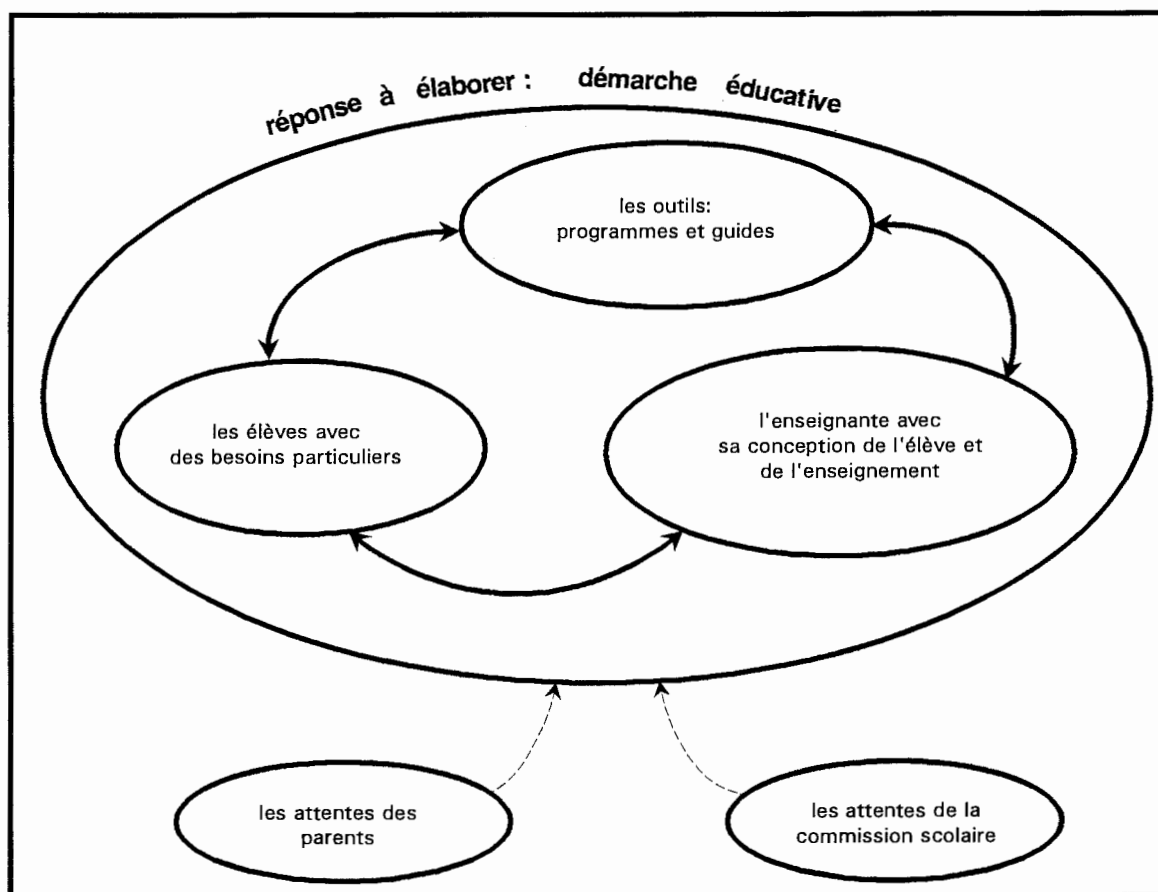 réponse à élaborer : démarche éducative
les outils:
programmes et guides
les élèves avec
des besoins particuliers
l'enseignante avec
sa conception de l'élève et
de l'enseignement
les attentes des
parents
les attentes de la
commission scolaire